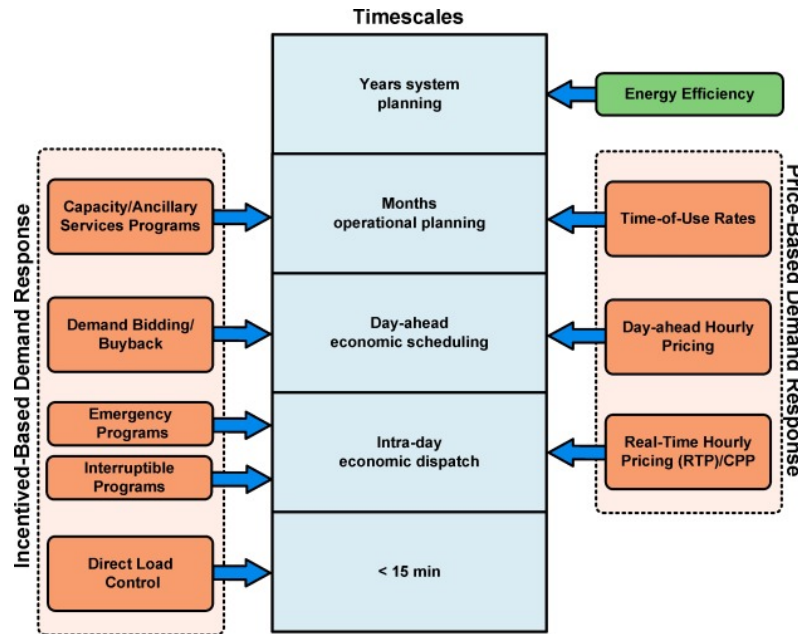 Timescales
Years system
planning
Energy Efficiency
Incentived-Based Demand Response
Capacity/Ancillary
Services Programs
Months
operational planning
Time-of-Use Rates
Price-Based Demand Response
Demand Bidding/
Buyback
Day-ahead
economic scheduling
Day-ahead Hourly
Pricing
Emergency
Programs
Interruptible
Programs
Intra-day
economic dispatch
Real-Time Hourly
Pricing (RTP)/CPP
Direct Load
Control
< 15 min